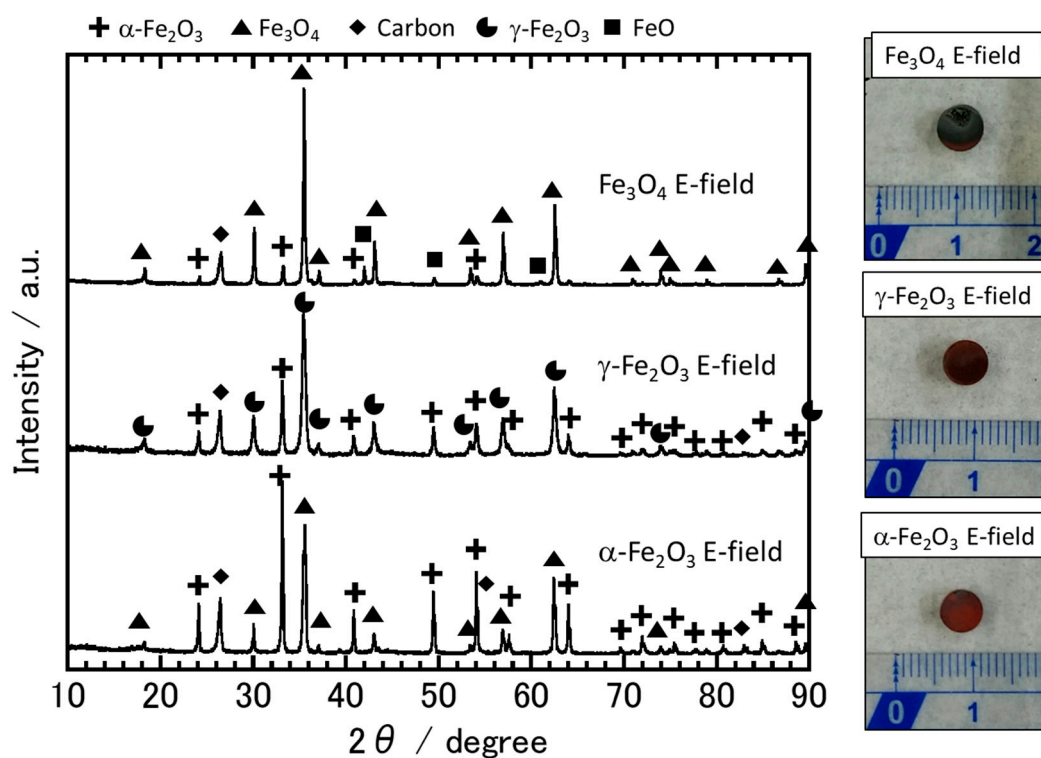 α-Fe₂O₃ Fe₃O₄ Carbon γ-Fe₂O₃ FeO
Intensity / a.u.
Fe₃O₄ E-field
γ-Fe₂O₃ E-field
α-Fe₂O₃ E-field
10 20 30 40 50 60 70 80 90
2θ / degree
Fe₃O₄ E-field
0 1 2
γ-Fe₂O₃ E-field
0 1
α-Fe₂O₃ E-field
0 1